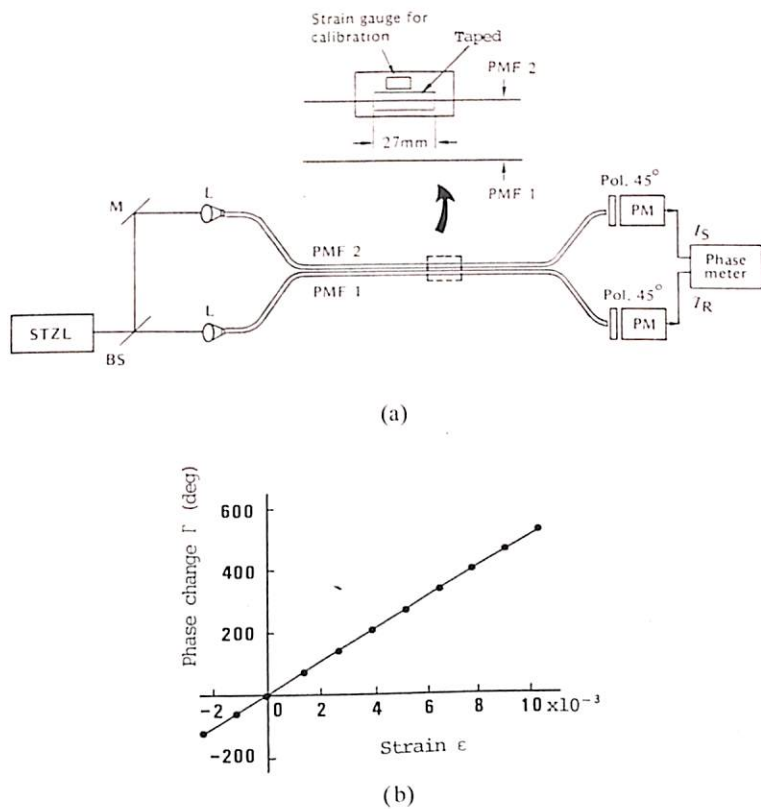 Strain gauge for
calibration
Taped
PMF 2
27mm
PMF 1
Pol. 45°
M
L
PM
I_S
PMF 2
PMF 1
Phase
meter
Pol. 45°
I_R
STZL
L
PM
BS
(a)
Phase change Γ (deg)
600
400
200
-2
0
2
4
6
8
10 x10⁻³
-200
Strain ε
(b)